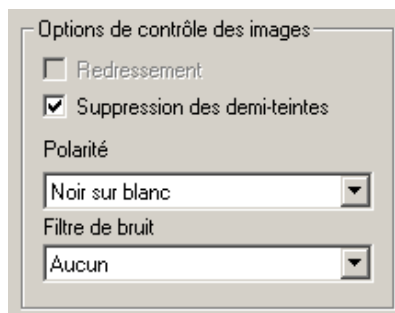 Options de contrôle des images
Redressement
Suppression des demi-teintes
Polarité
Noir sur blanc
Filtre de bruit
Aucun